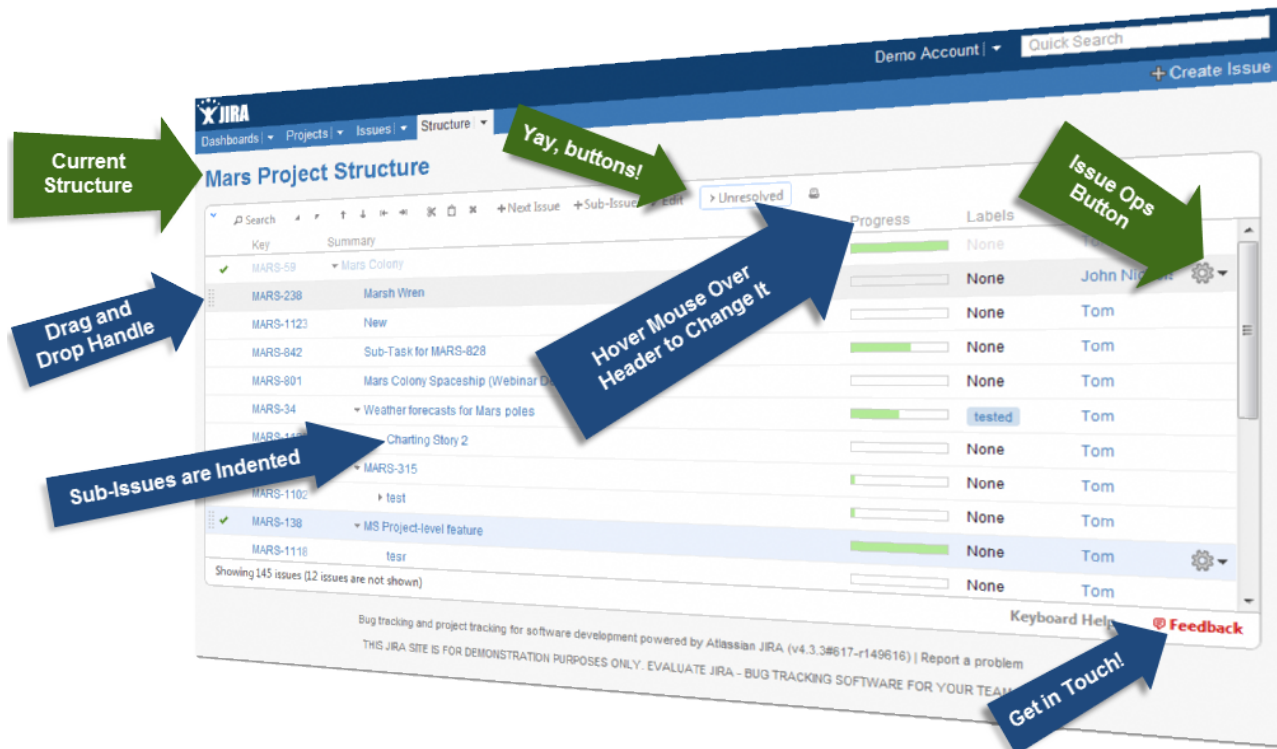 Demo Account
Quick Search
Create Issue
JIRA
Dashboards Projects Issues Structure
Current
Structure
Mars Project Structure
Yay, buttons!
Issue Ops
Button
Search + Next Issue + Sub-Issue Edit > Unresolved
Key Summary Progress Labels
MARS-59 Mars Colony None
MARS-238 Marsh Wren None John
MARS-1123 New None Tom
MARS-842 Sub-Task for MARS-828 None Tom
MARS-801 Mars Colony Spaceship (Webinar None Tom
MARS-34 Weather forecasts for Mars poles tested Tom
Charting Story 2 None Tom
MARS-315 None Tom
MARS-1102 test None Tom
MARS-138 MS Project-level feature None Tom
MARS-1118 tesr None Tom
Drag and
Drop Handle
Hover Mouse Over
Header to Change It
Sub-Issues are Indented
Showing 145 issues (12 issues are not shown)
Keyboard Help
Feedback
Get in Touch!
Bug tracking and project tracking for software development powered by Atlassian JIRA (v4.3.3#617-r149616) | Report a problem
THIS JIRA SITE IS FOR DEMONSTRATION PURPOSES ONLY. EVALUATE JIRA - BUG TRACKING SOFTWARE FOR YOUR TEAM